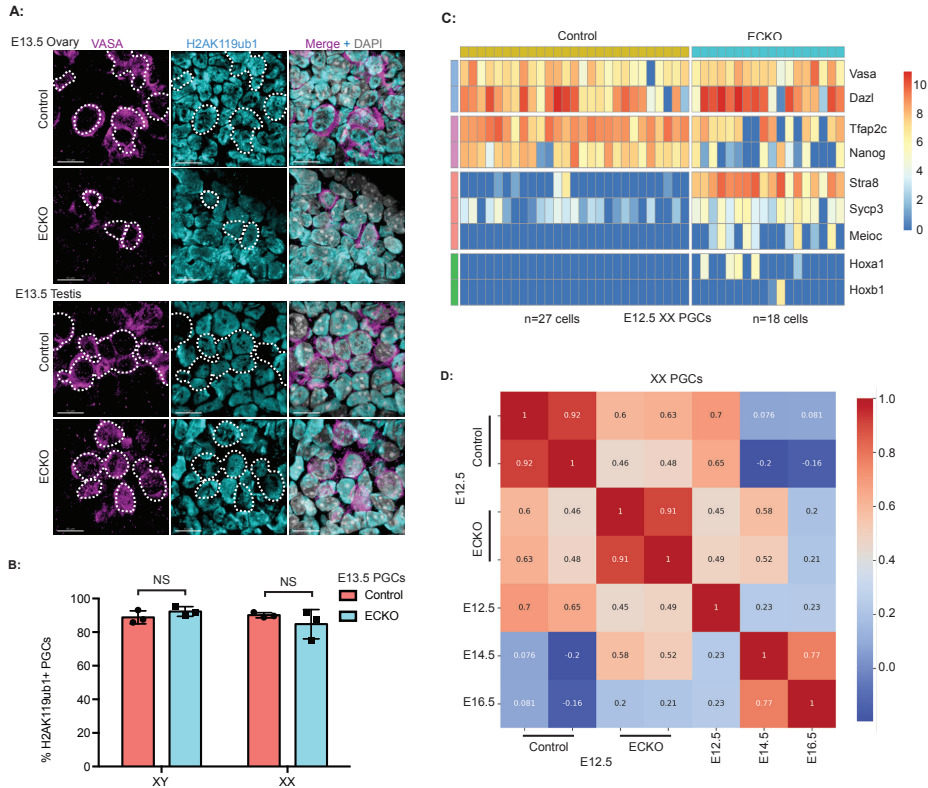 A:
E13.5 Ovary
VASA
H2AK119ub1
Merge + DAPI
Control
ECKO
E13.5 Testis
Control
ECKO
B:
NS
NS
E13.5 PGCs
Control
ECKO
% H2AK119ub1+ PGCs
100
80
60
40
20
0
XY
XX
C:
Control
ECKO
Vasa
Dazl
Tfap2c
Nanog
Stra8
Sycp3
Meioc
Hoxa1
Hoxb1
10
8
6
4
2
0
n=27 cells
E12.5 XX PGCs
n=18 cells
D:
XX PGCs
Control
ECKO
E12.5
E12.5
E14.5
E16.5
1 0.92 0.6 0.63 0.7 0.076 0.081
0.92 1 0.46 0.48 0.65 -0.2 -0.16
0.6 0.46 1 0.91 0.45 0.58 0.2
0.63 0.48 0.91 1 0.49 0.52 0.21
0.7 0.65 0.45 0.49 1 0.23 0.23
0.076 -0.2 0.58 0.52 0.23 1 0.77
0.081 -0.16 0.2 0.21 0.23 0.77 1
Control
ECKO
E12.5
E12.5
E14.5
E16.5
1.0
0.8
0.6
0.4
0.2
0.0